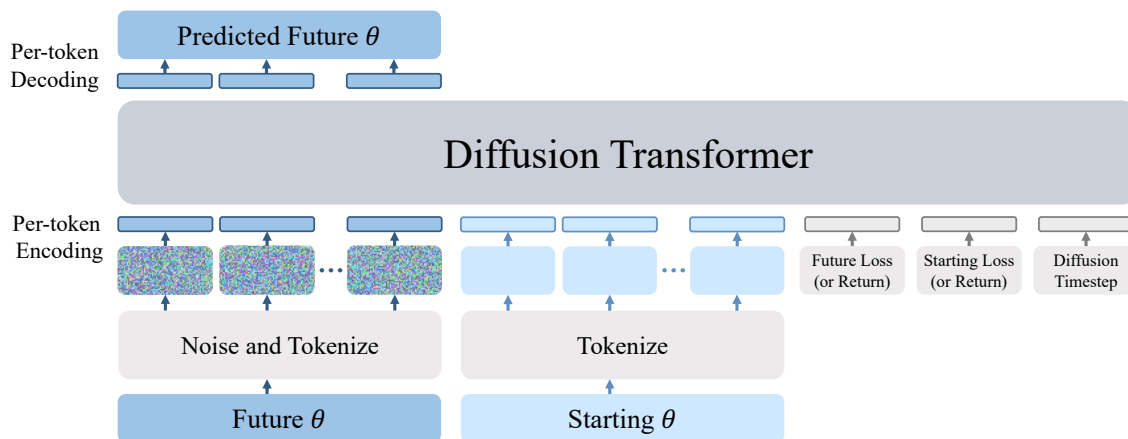 Per-token
Decoding
Predicted Future θ
Diffusion Transformer
Per-token
Encoding
...
...
Future Loss
(or Return)
Starting Loss
(or Return)
Diffusion
Timestep
Noise and Tokenize
Tokenize
Future θ
Starting θ